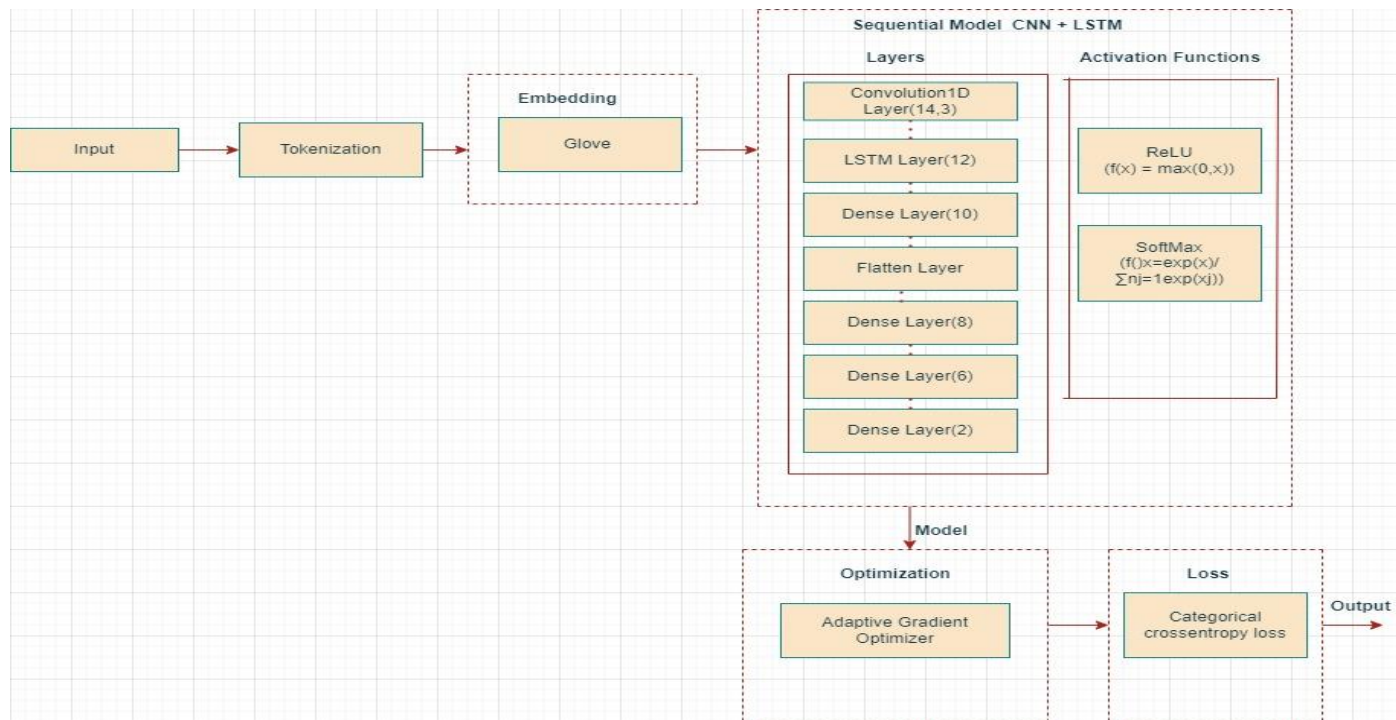 Input
Tokenization
Embedding
Glove
Sequential Model CNN + LSTM
Layers
Convolution1D
Layer(14,3)
LSTM Layer(12)
Dense Layer(10)
Flatten Layer
Dense Layer(8)
Dense Layer(6)
Dense Layer(2)
Activation Functions
ReLU
(f(x) = max(0,x))
SoftMax
(f()x=exp(x)/
∑nj=1exp(xj))
Model
Optimization
Adaptive Gradient
Optimizer
Loss
Categorical
crossentropy loss
Output